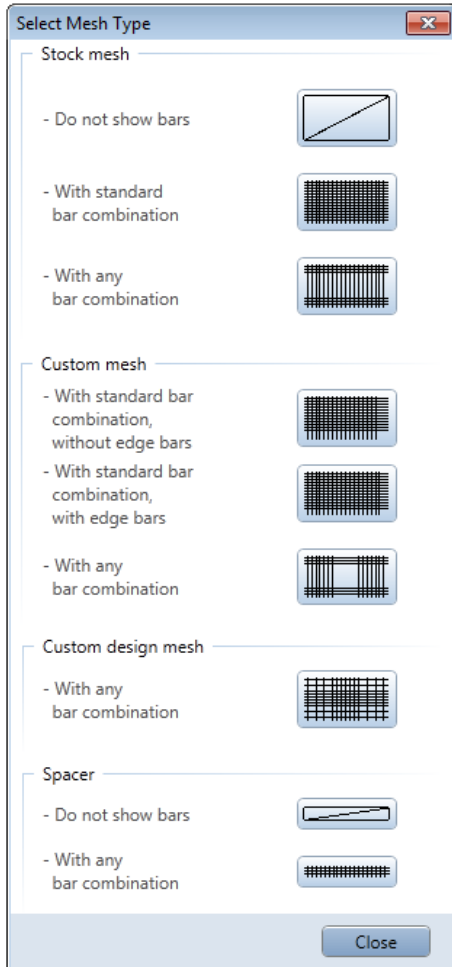 Select Mesh Type
Stock mesh
- Do not show bars
- With standard
bar combination
- With any
bar combination
Custom mesh
- With standard bar
combination,
without edge bars
- With standard bar
combination,
with edge bars
- With any
bar combination
Custom design mesh
- With any
bar combination
Spacer
- Do not show bars
- With any
bar combination
Close